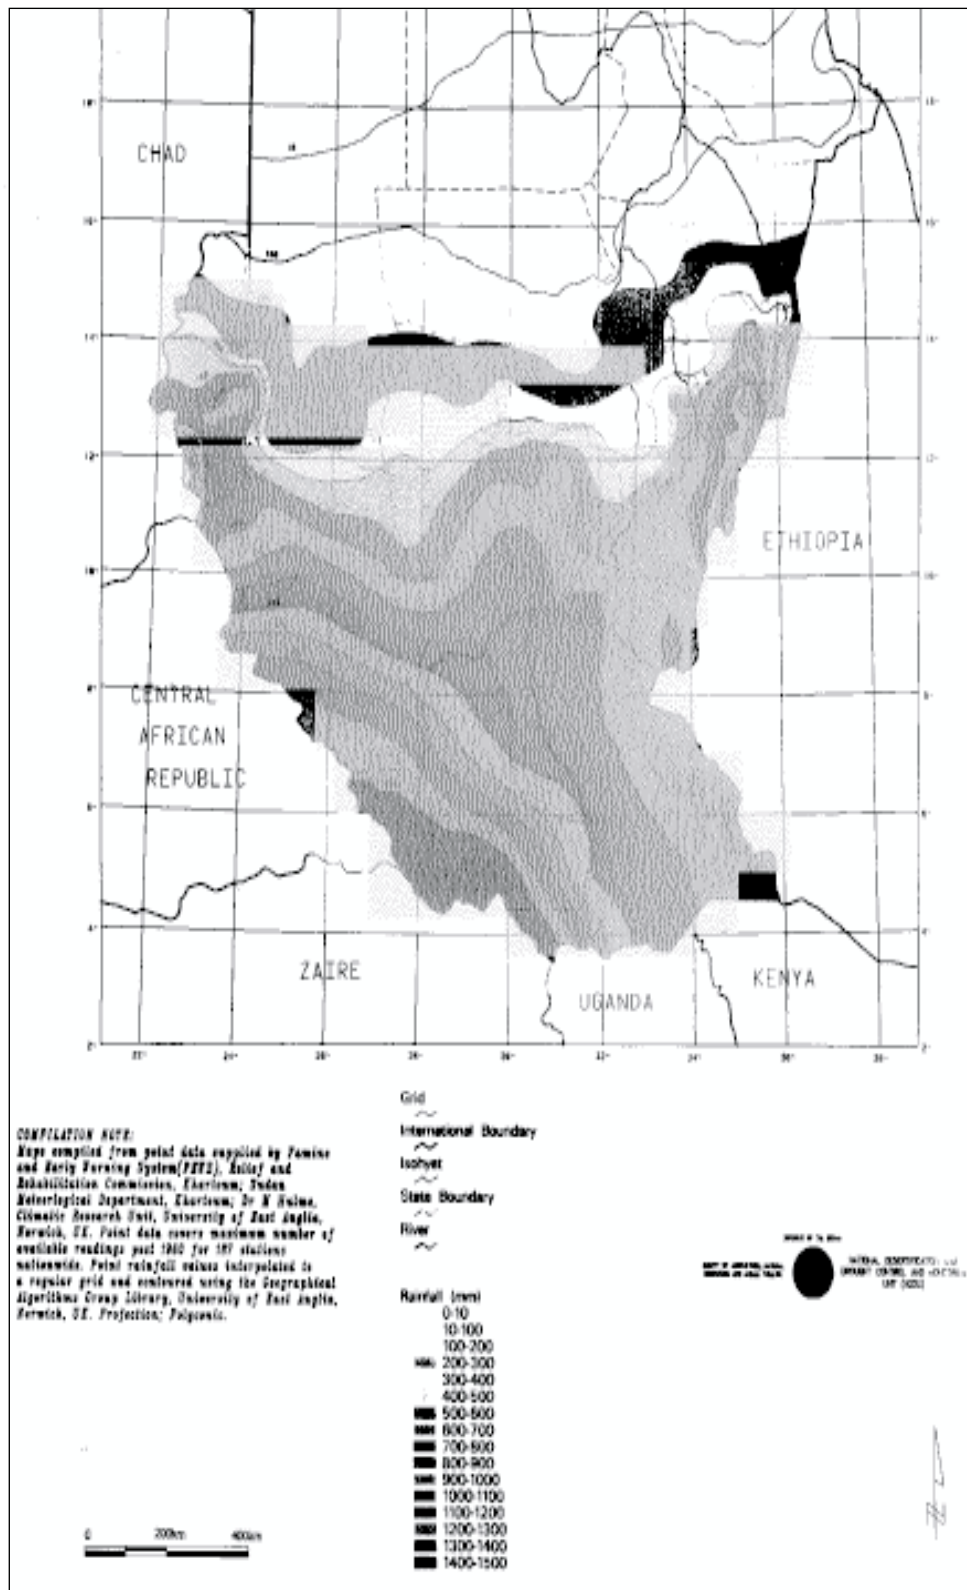 CHAD
ETHIOPIA
CENTRAL
AFRICAN
REPUBLIC
ZAIRE
UGANDA
KENYA
COMPILATION NOTE:
Maps compiled from point data supplied by Famine
and Early Warning System(FEWS), Relief and
Rehabilitation Commission, Khartoum; Sudan
Meteorlogical Department, Khartoum; Dr M Hulme,
Climatic Research Unit, University of East Anglia,
Norwich, UK. Point data covers maximum number of
available readings post 1960 for 187 stations
nationwide. Point rainfall values interpolated to
a regular grid and contoured using the Geographical
Algorithms Group Library, University of East Anglia,
Norwich, UK. Projection; Polyconic.
Grid
International Boundary
Isohyet
State Boundary
River
Rainfall (mm)
0-10
10-100
100-200
200-300
300-400
400-500
500-600
600-700
700-800
800-900
900-1000
1000-1100
1100-1200
1200-1300
1300-1400
1400-1500
0 200km 400km